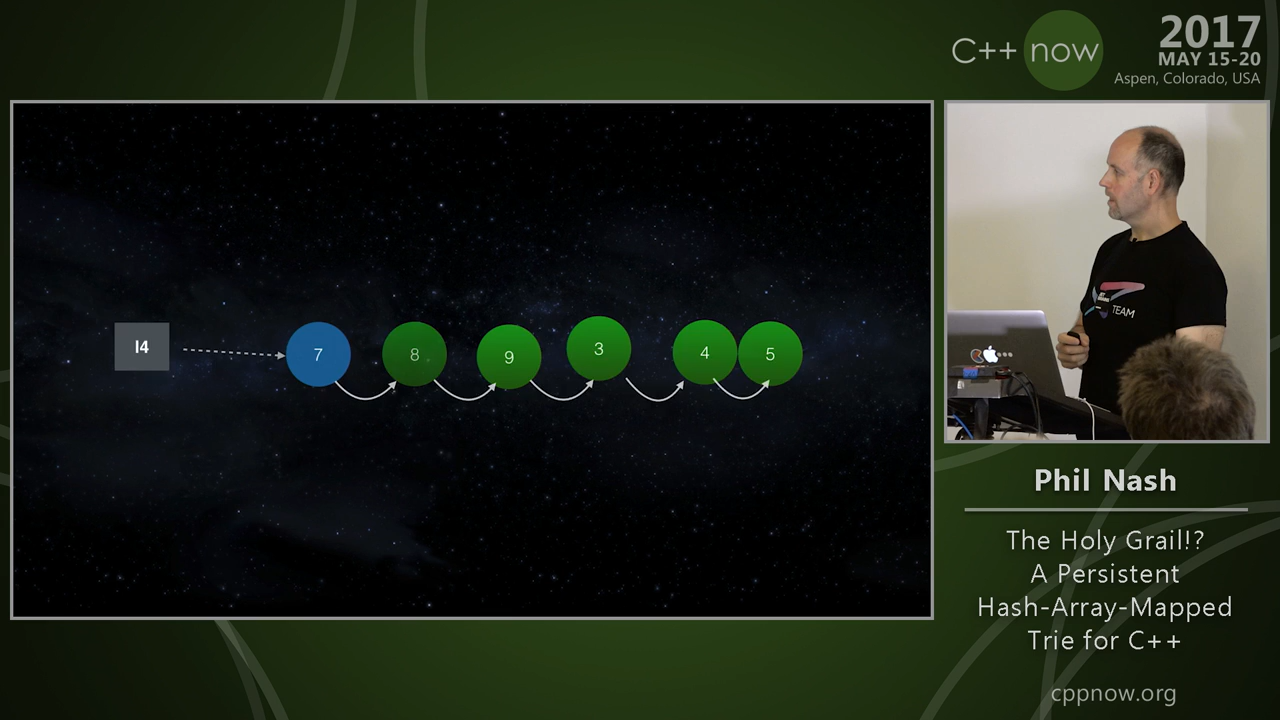 C++ now
2017
MAY 15-20
Aspen, Colorado, USA
l4
7
8
9
3
4
5
TEAM
Phil Nash
The Holy Grail!?
A Persistent
Hash-Array-Mapped
Trie for C++
cppnow.org